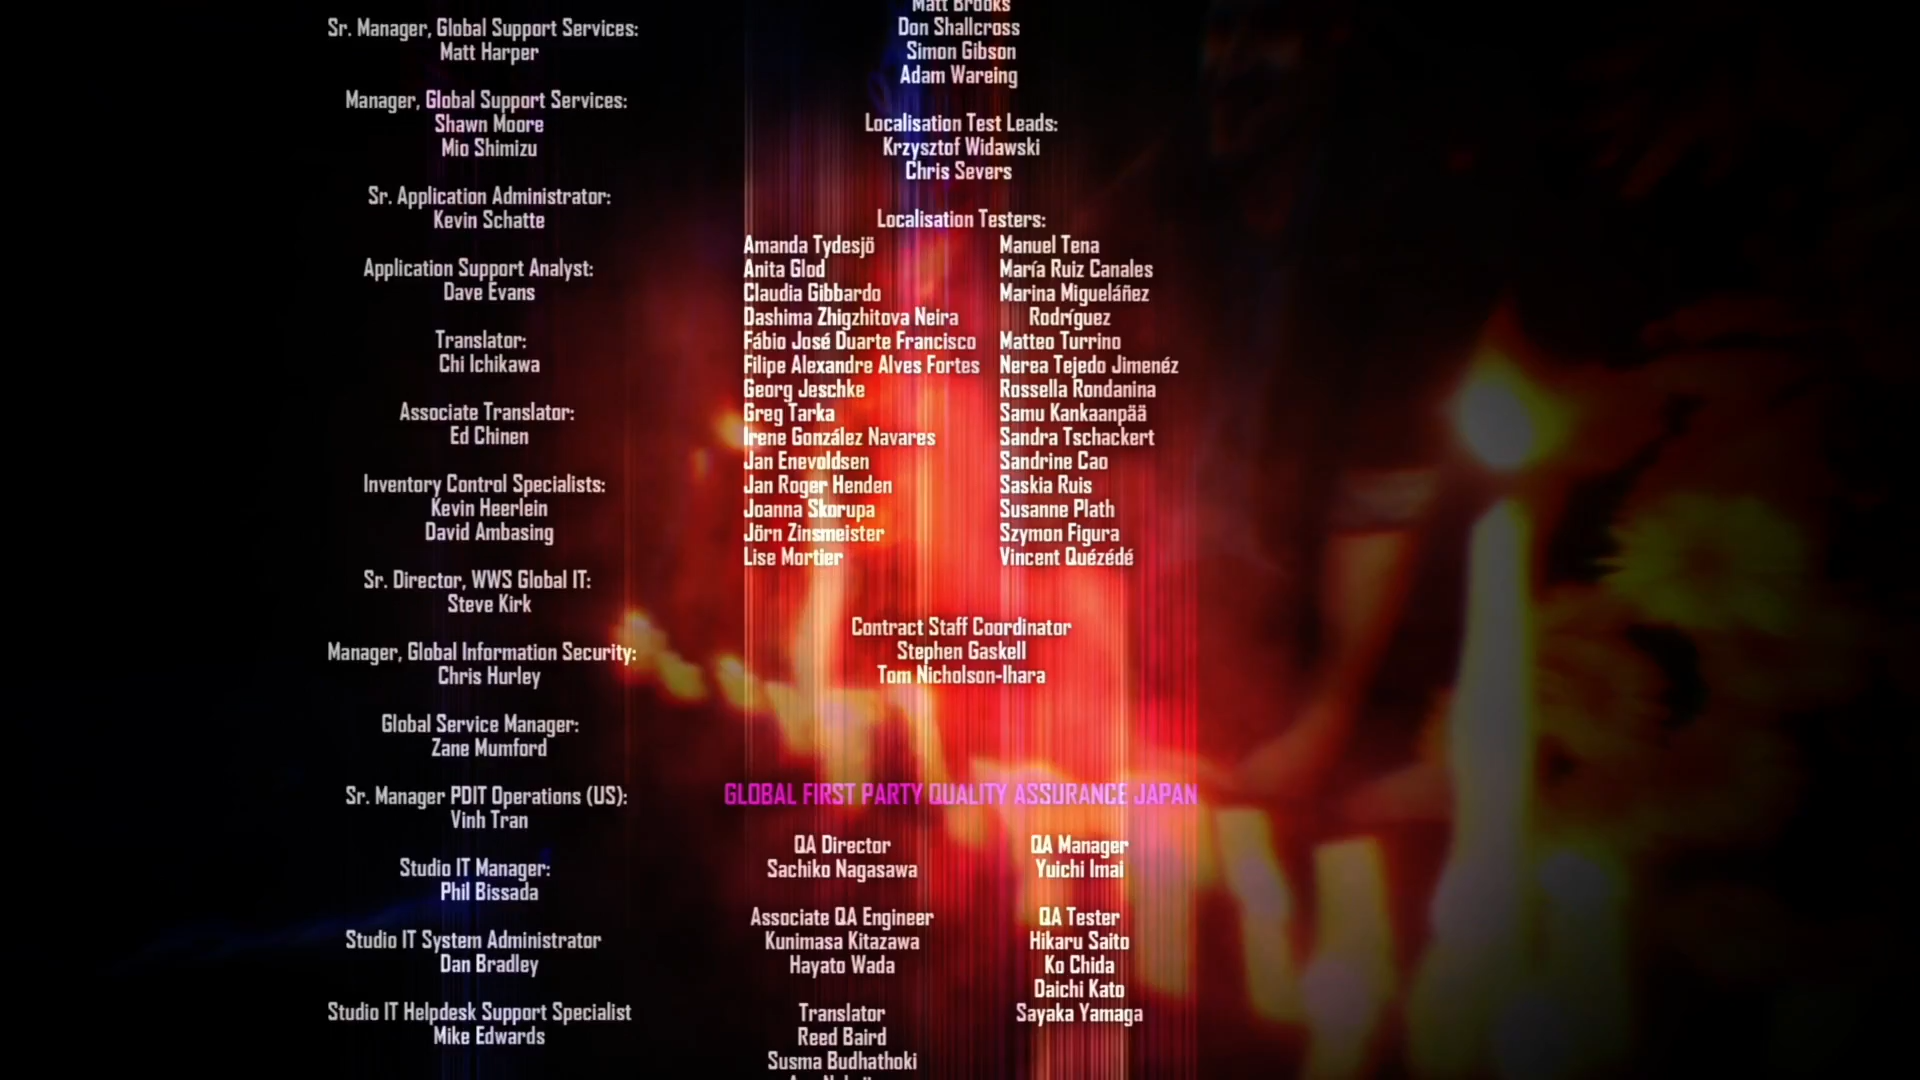 Sr. Manager, Global Support Services:
Matt Harper
Manager, Global Support Services:
Shawn Moore
Mio Shimizu
Sr. Application Administrator:
Kevin Schatte
Application Support Analyst:
Dave Evans
Translator:
Chi Ichikawa
Associate Translator:
Ed Chinen
Inventory Control Specialists:
Kevin Heerlein
David Ambasing
Sr. Director, WWS Global IT:
Steve Kirk
Manager, Global Information Security:
Chris Hurley
Global Service Manager:
Zane Mumford
Sr. Manager PDIT Operations (US):
Vinh Tran
Studio IT Manager:
Phil Bissada
Studio IT System Administrator
Dan Bradley
Studio IT Helpdesk Support Specialist
Mike Edwards
Matt Brooks
Don Shallcross
Simon Gibson
Adam Wareing
Localisation Test Leads:
Krzysztof Widawski
Chris Severs
Localisation Testers:
Amanda Tydesjö
Anita Glod
Claudia Gibbardo
Dashima Zhigzhitova Neira
Fábio José Duarte Francisco
Filipe Alexandre Alves Fortes
Georg Jeschke
Greg Tarka
Irene González Navares
Jan Enevoldsen
Jan Roger Henden
Joanna Skorupa
Jörn Zinsmeister
Lise Mortier
Manuel Tena
María Ruiz Canales
Marina Migueláñez
Rodríguez
Matteo Turrino
Nerea Tejedo Jimenéz
Rossella Rondanina
Samu Kankaanpää
Sandra Tschackert
Sandrine Cao
Saskia Ruis
Susanne Plath
Szymon Figura
Vincent Quézédé
Contract Staff Coordinator
Stephen Gaskell
Tom Nicholson-Ihara
GLOBAL FIRST PARTY QUALITY ASSURANCE JAPAN
QA Director
Sachiko Nagasawa
Associate QA Engineer
Kunimasa Kitazawa
Hayato Wada
Translator
Reed Baird
Susma Budhathoki
QA Manager
Yuichi Imai
QA Tester
Hikaru Saito
Ko Chida
Daichi Kato
Sayaka Yamaga